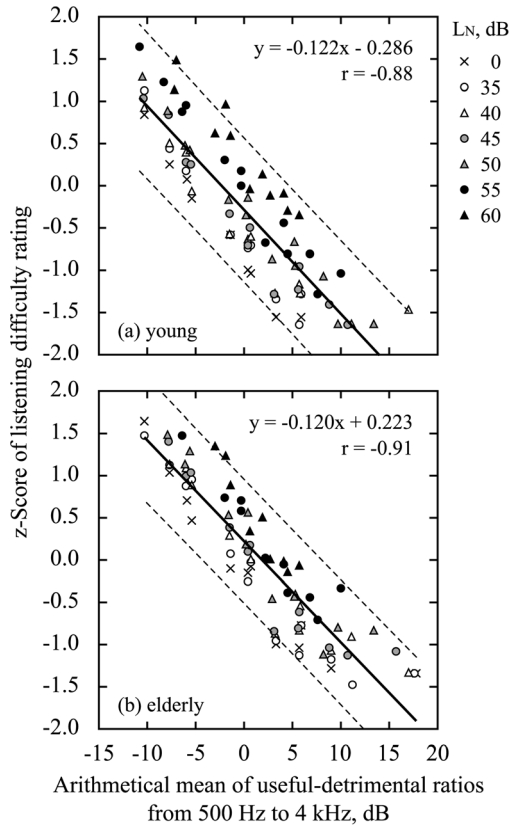 2.0
1.5
1.0
0.5
0.0
-0.5
-1.0
-1.5
-2.0
y = -0.122x - 0.286
r = -0.88
(a) young
L_N, dB
0
35
40
45
50
55
60
z-Score of listening difficulty rating
2.0
1.5
1.0
0.5
0.0
-0.5
-1.0
-1.5
2.0
y = -0.120x + 0.223
r = -0.91
(b) elderly
-15 -10 -5 0 5 10 15 20
Arithmetical mean of useful-detrimental ratios
from 500 Hz to 4 kHz, dB